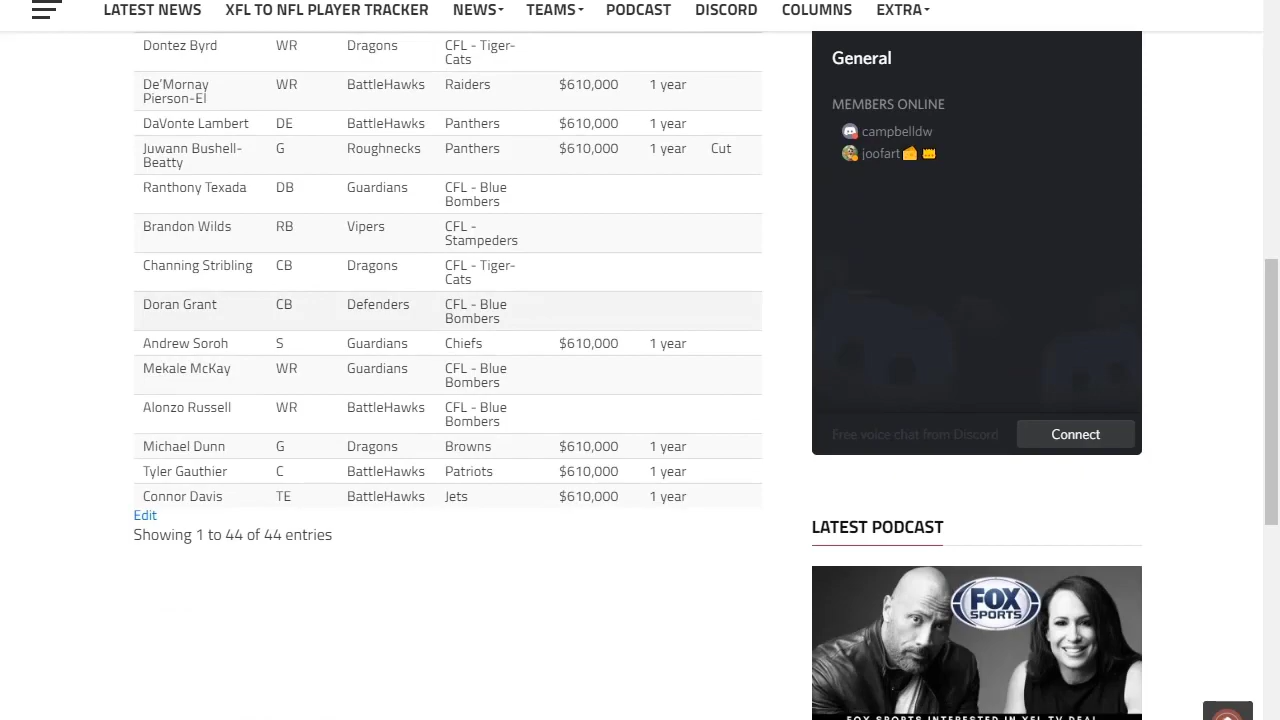 LATEST NEWS XFL TO NFL PLAYER TRACKER NEWS TEAMS PODCAST DISCORD COLUMNS EXTRA
Dontez Byrd WR Dragons CFL - Tiger-
Cats
De’Mornay WR BattleHawks Raiders $610,000 1 year
Pierson-El
DaVonte Lambert DE BattleHawks Panthers $610,000 1 year
Juwann Bushell- G Roughnecks Panthers $610,000 1 year Cut
Beatty
Ranthony Texada DB Guardians CFL - Blue
Bombers
Brandon Wilds RB Vipers CFL -
Stampeders
Channing Stribling CB Dragons CFL - Tiger-
Cats
Doran Grant CB Defenders CFL - Blue
Bombers
Andrew Soroh S Guardians Chiefs $610,000 1 year
Mekale McKay WR Guardians CFL - Blue
Bombers
Alonzo Russell WR BattleHawks CFL - Blue
Bombers
Michael Dunn G Dragons Browns $610,000 1 year
Tyler Gauthier C BattleHawks Patriots $610,000 1 year
Connor Davis TE BattleHawks Jets $610,000 1 year
Edit
Showing 1 to 44 of 44 entries
General
MEMBERS ONLINE
campbelldw
joofart
Free voice chat from Discord Connect
LATEST PODCAST
FOX
SPORTS
FOX SPORTS INTERESTED IN XFL TV DEAL